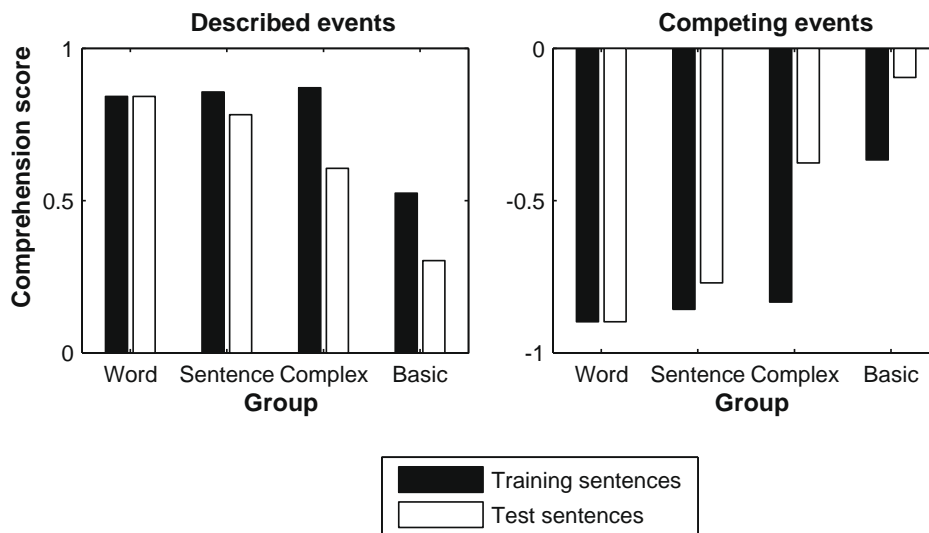 Described events
Competing events
Comprehension score
1
0.5
0
Word Sentence Complex Basic
Group
0
-0.5
-1
Word Sentence Complex Basic
Group
Training sentences
Test sentences